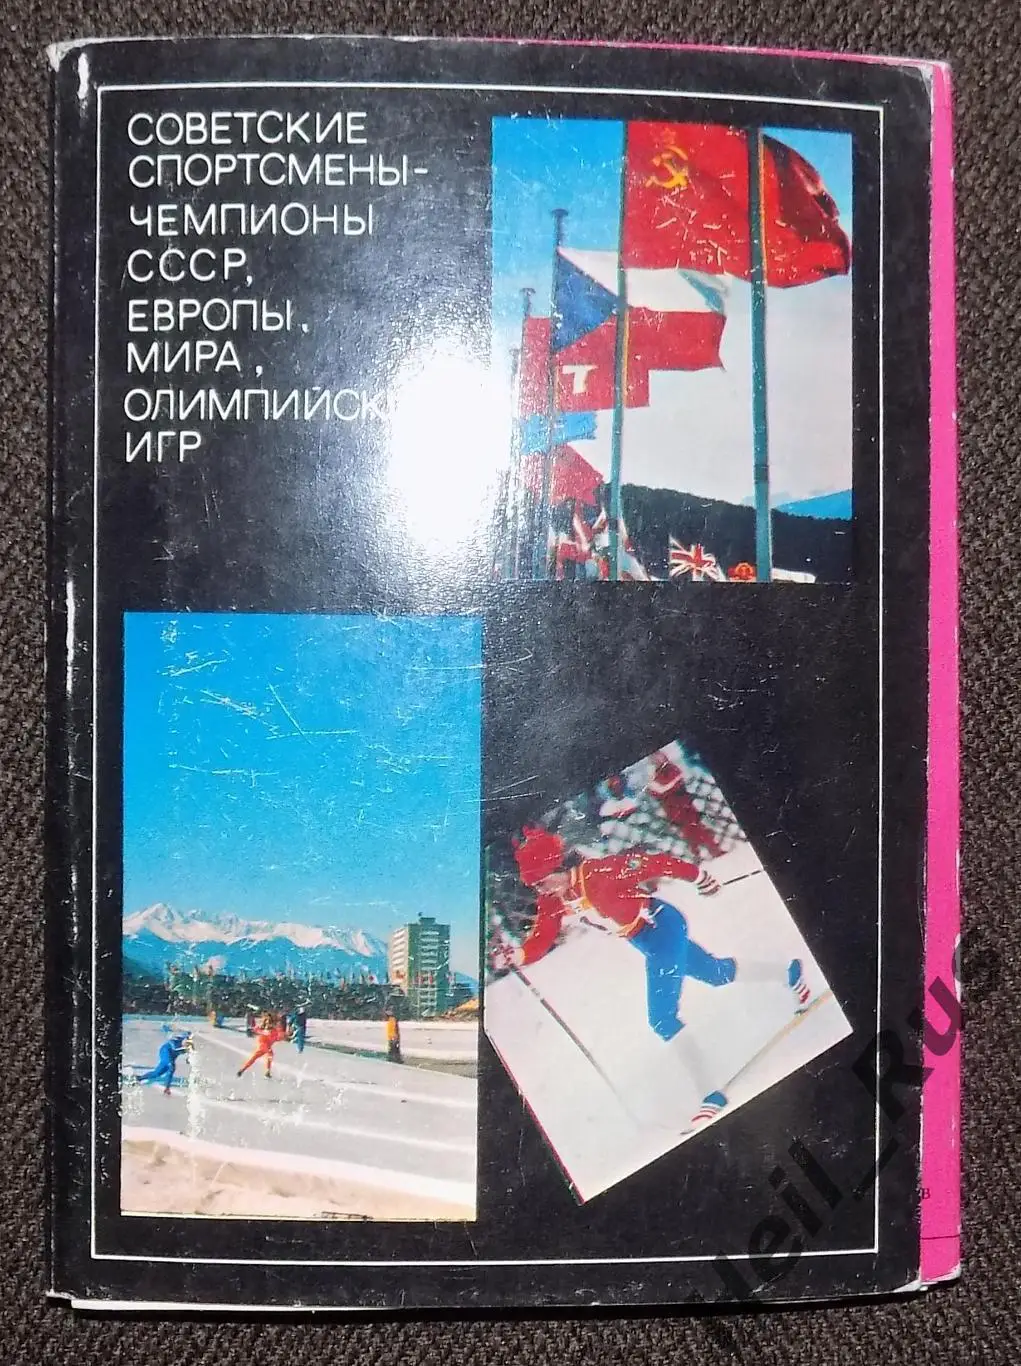 СОВЕТСКИЕ
СПОРТСМЕНЫ-
ЧЕМПИОНЫ
СССР,
ЕВРОПЫ,
МИРА,
ИГР
В